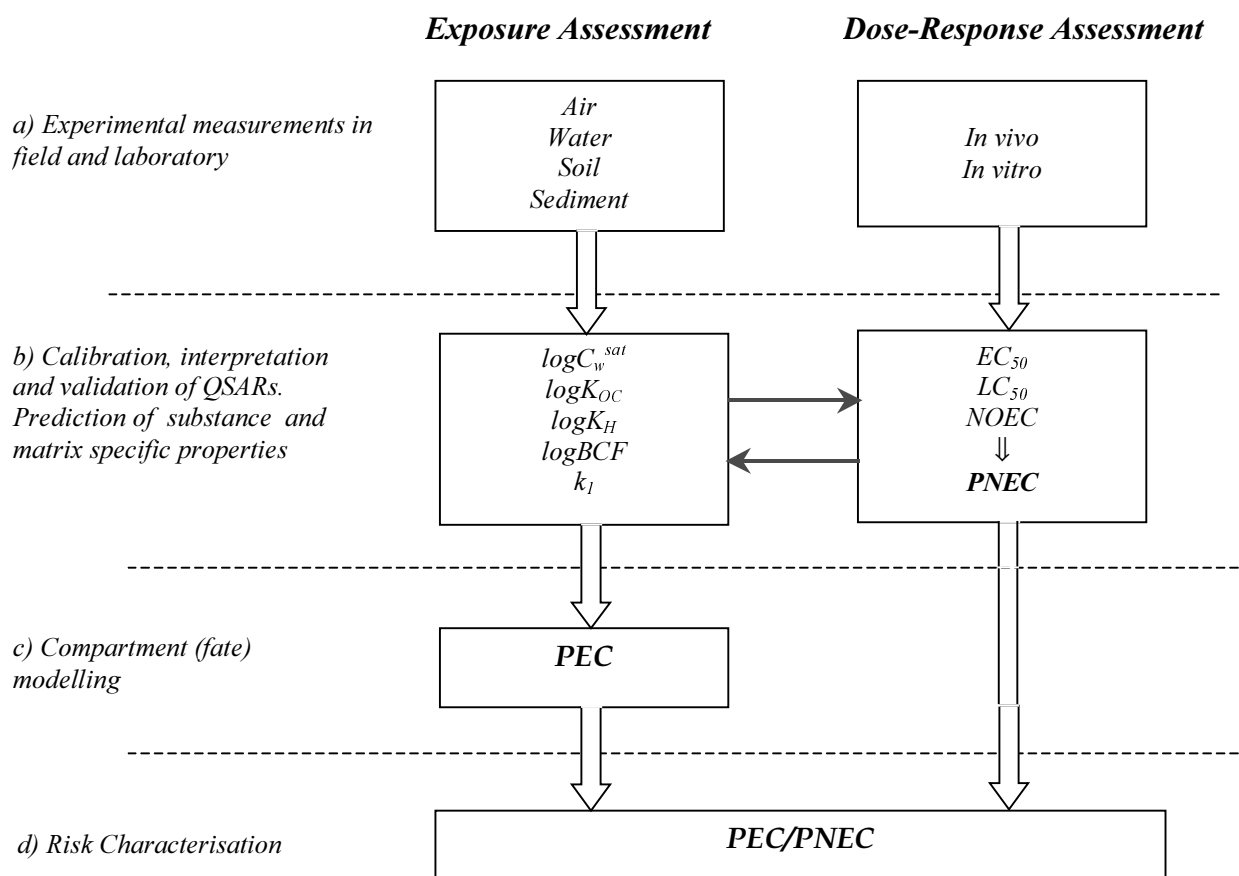 Exposure Assessment
Dose-Response Assessment
a) Experimental measurements in
field and laboratory
Air
Water
Soil
Sediment
In vivo
In vitro
b) Calibration, interpretation
and validation of QSARs.
Prediction of substance and
matrix specific properties
logC_w^sat
logK_OC
logK_H
logBCF
k_1
EC_50
LC_50
NOEC
⇓
PNEC
c) Compartment (fate)
modelling
PEC
d) Risk Characterisation
PEC/PNEC